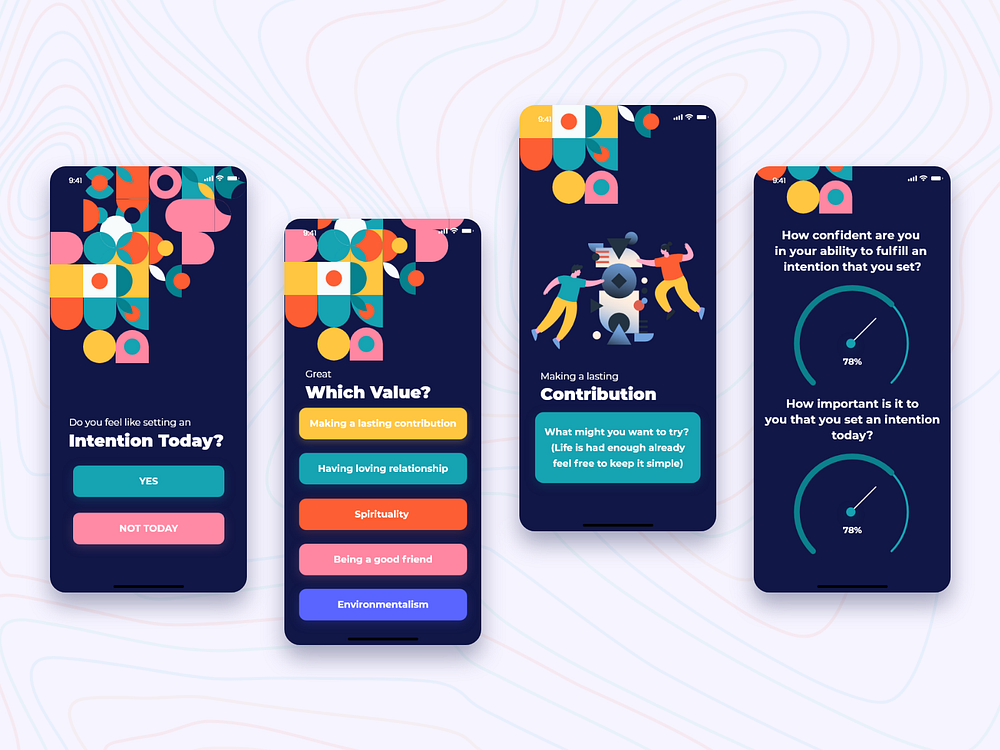 9:41
Do you feel like setting an
Intention Today?
YES
NOT TODAY
9:41
Great
Which Value?
Making a lasting contribution
Having loving relationship
Spirituality
Being a good friend
Environmentalism
9:41
Making a lasting
Contribution
What might you want to try?
(Life is had enough already
feel free to keep it simple)
9:41
How confident are you
in your ability to fulfill an
intention that you set?
78%
How important is it to
you that you set an intention
today?
78%